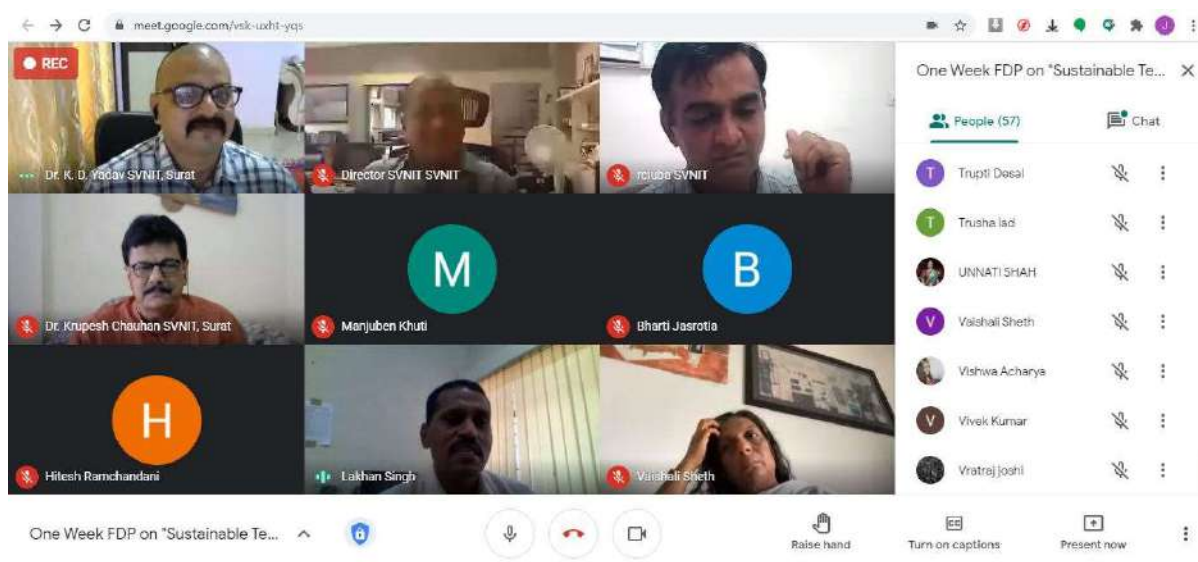 meet.google.com/vsk-uxht-yqs
J
REC
Dr. K. D. Yadav SVNIT, Surat
Director SVNIT SVNIT
SVNIT
Dr. Krupesh Chauhan SVNIT, Surat
M
Manjuben Khuti
B
Bharti Jasrotia
H
Hitesh Ramchandani
Lakhan Singh
Vaishali Sheth
One Week FDP on "Sustainable Te...
People (57)
Chat
T
Trupti Desai
T
Trusha lad
UNNATI SHAH
V
Vaishali Sheth
Vishwa Acharya
V
Vivek Kumar
Vratraj joshi
One Week FDP on "Sustainable Te...
Raise hand
CC
Turn on captions
Present now